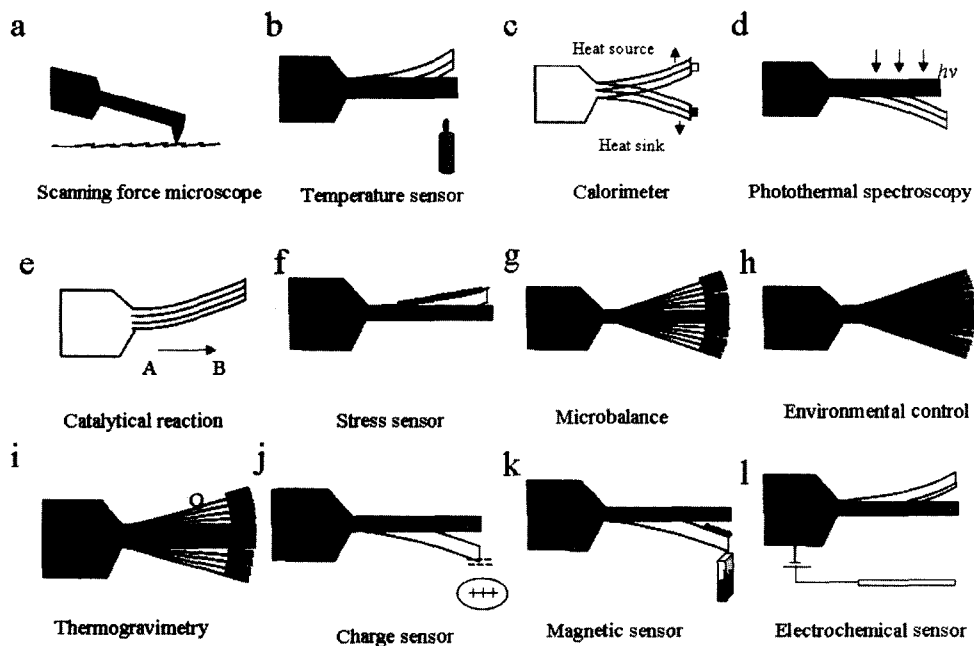 a
b
c
d
Heat source
hν
Heat sink
Scanning force microscope
Temperature sensor
Calorimeter
Photothermal spectroscopy
e
f
g
h
A B
Catalytical reaction
Stress sensor
Microbalance
Environmental control
i
j
k
l
+++
Thermogravimetry
Charge sensor
Magnetic sensor
Electrochemical sensor